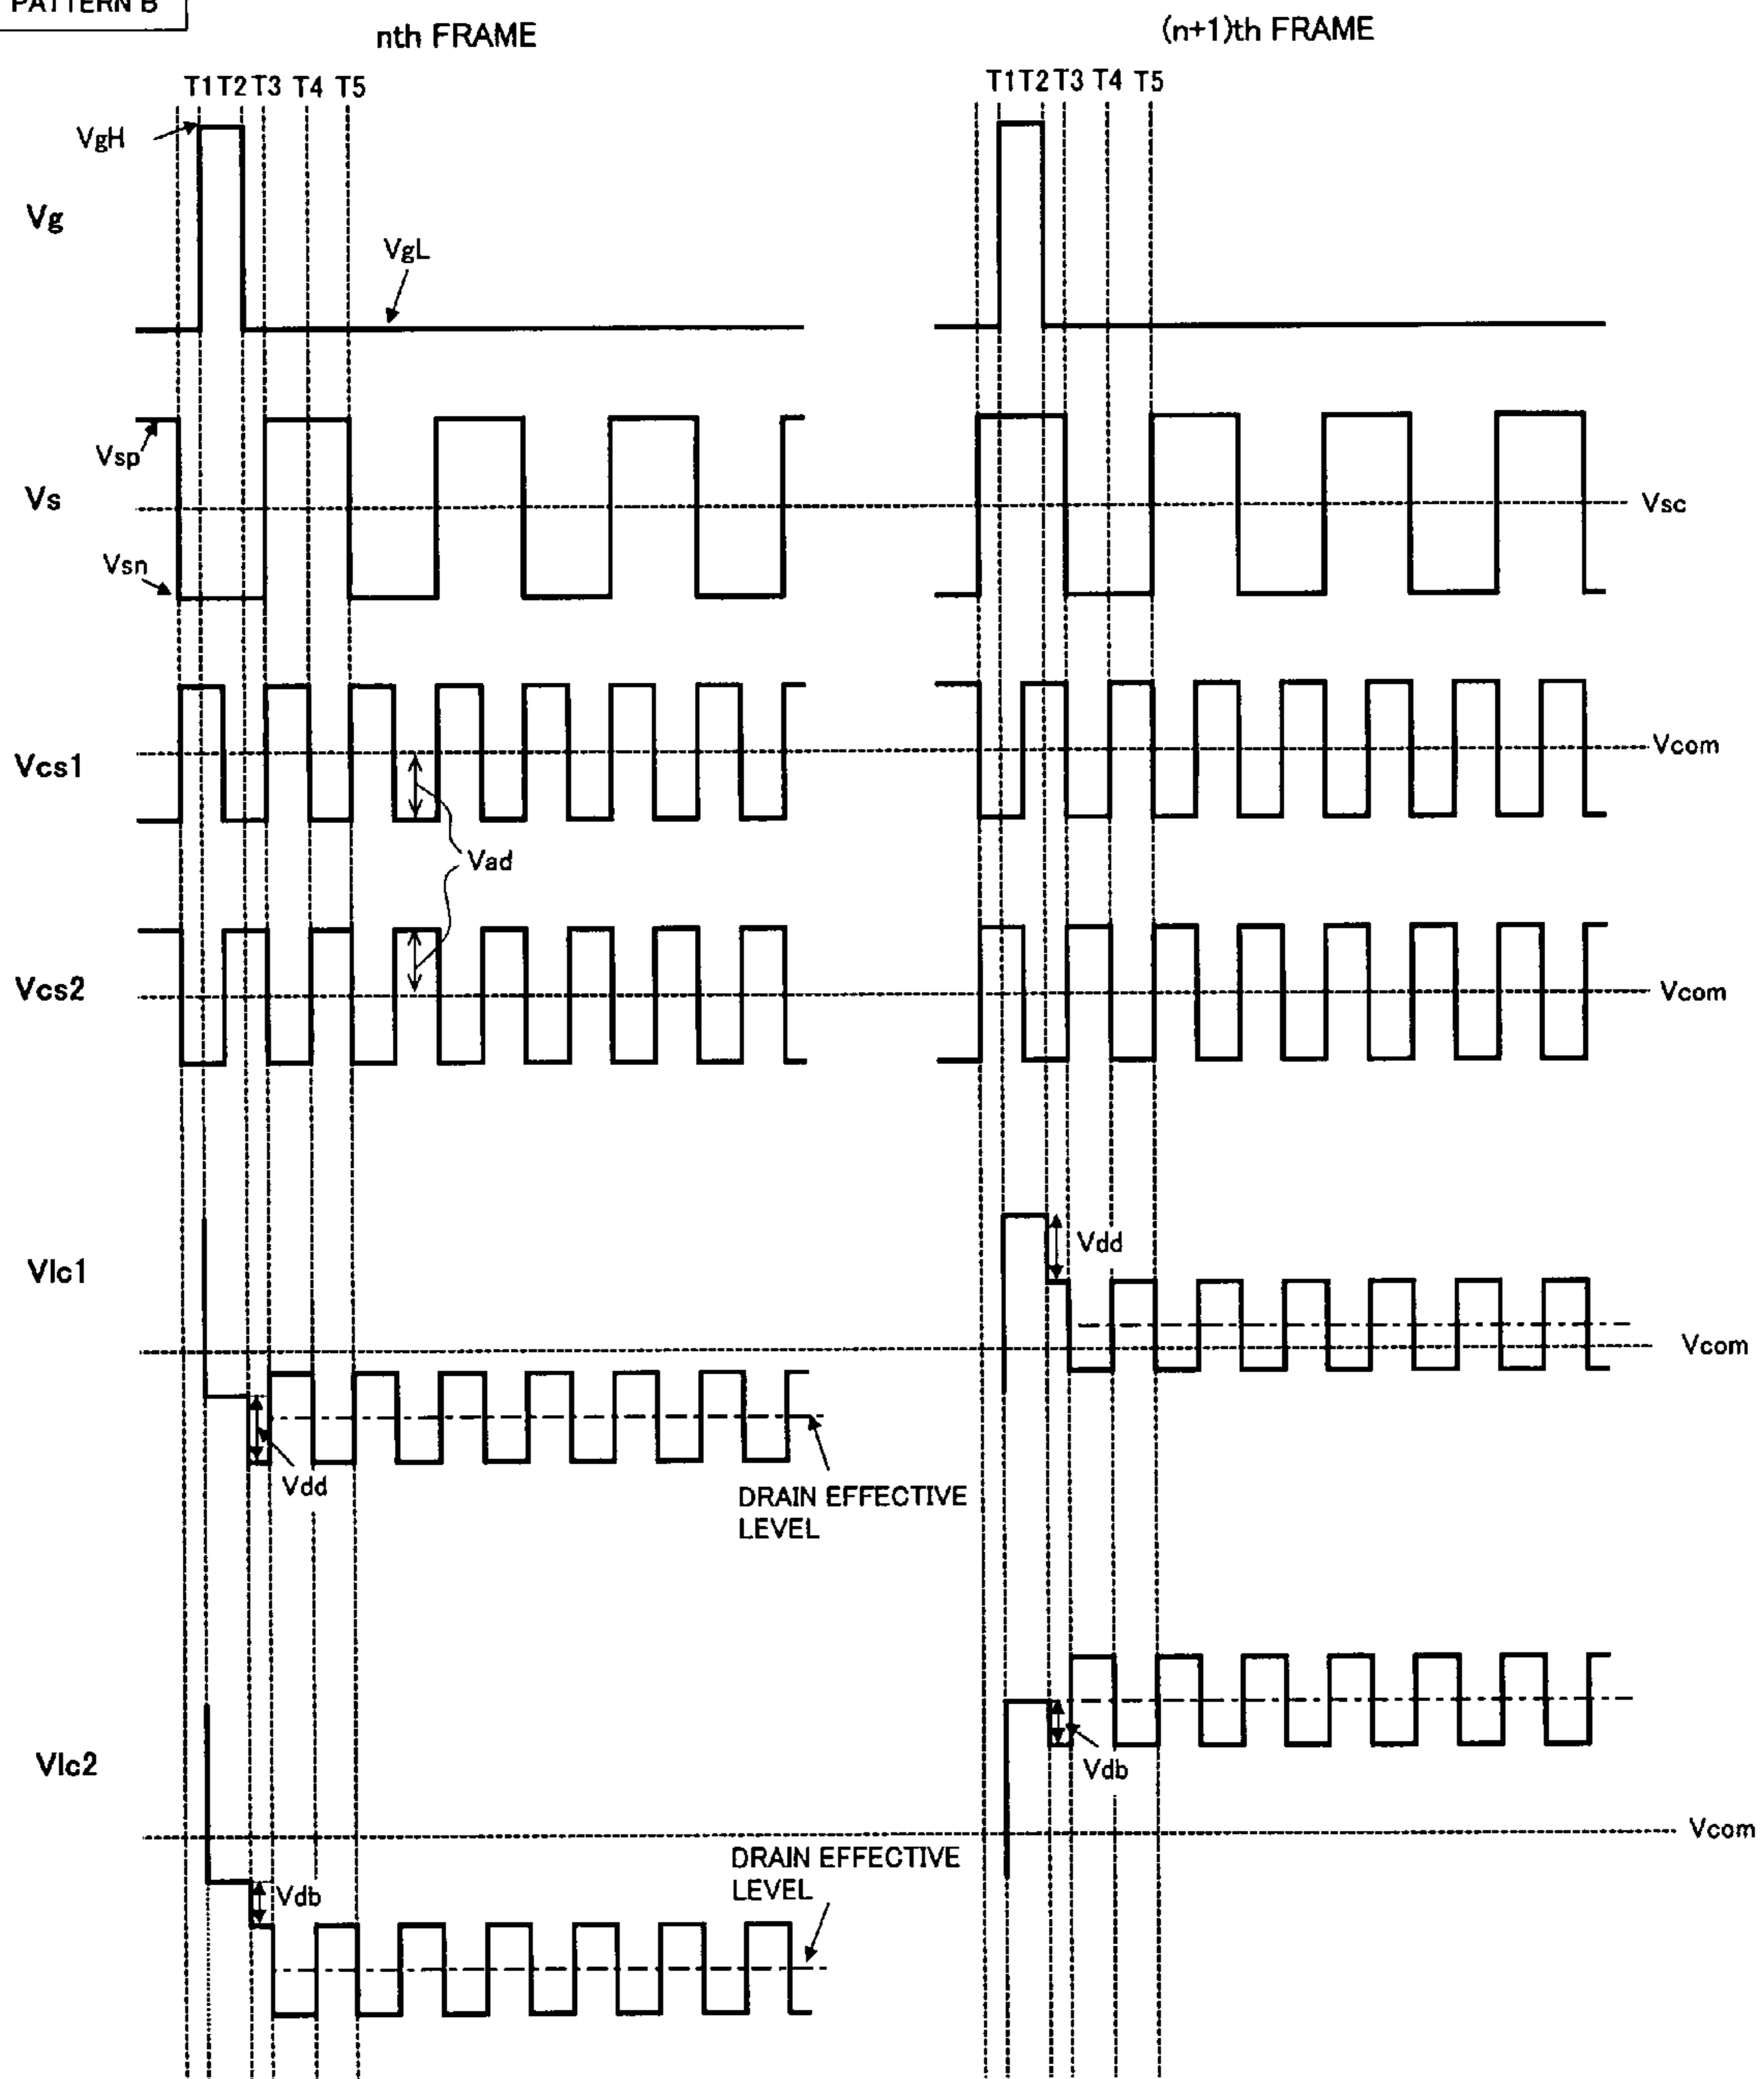 PATTERN B
nth FRAME
(n+1)th FRAME
T1 T2 T3 T4 T5
T1 T2 T3 T4 T5
VgH
Vg
VgL
Vsp
Vs
Vsc
Vsn
Vcs1
Vcom
Vad
Vcs2
Vcom
Vdd
Vlc1
Vcom
Vdd
DRAIN EFFECTIVE
LEVEL
Vlc2
Vdb
Vcom
DRAIN EFFECTIVE
LEVEL
Vdb